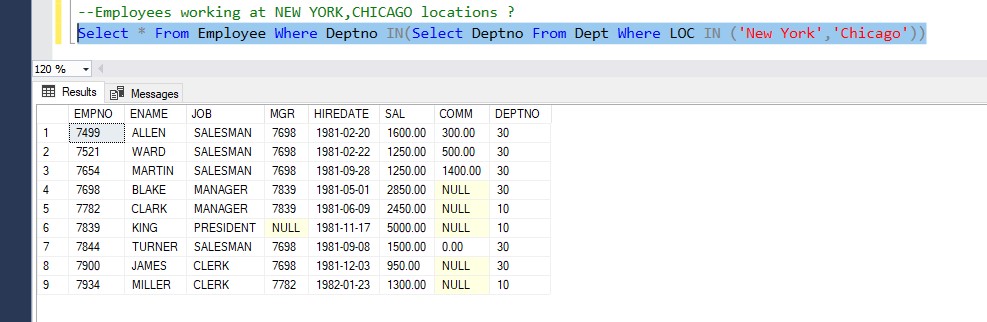 --Employees working at NEW YORK,CHICAGO locations ?
Select * From Employee Where Deptno IN(Select Deptno From Dept Where LOC IN ('New York','Chicago'))
120 %
Results Messages
EMPNO ENAME JOB MGR HIREDATE SAL COMM DEPTNO
1 7499 ALLEN SALESMAN 7698 1981-02-20 1600.00 300.00 30
2 7521 WARD SALESMAN 7698 1981-02-22 1250.00 500.00 30
3 7654 MARTIN SALESMAN 7698 1981-09-28 1250.00 1400.00 30
4 7698 BLAKE MANAGER 7839 1981-05-01 2850.00 NULL 30
5 7782 CLARK MANAGER 7839 1981-06-09 2450.00 NULL 10
6 7839 KING PRESIDENT NULL 1981-11-17 5000.00 NULL 10
7 7844 TURNER SALESMAN 7698 1981-09-08 1500.00 0.00 30
8 7900 JAMES CLERK 7698 1981-12-03 950.00 NULL 30
9 7934 MILLER CLERK 7782 1982-01-23 1300.00 NULL 10